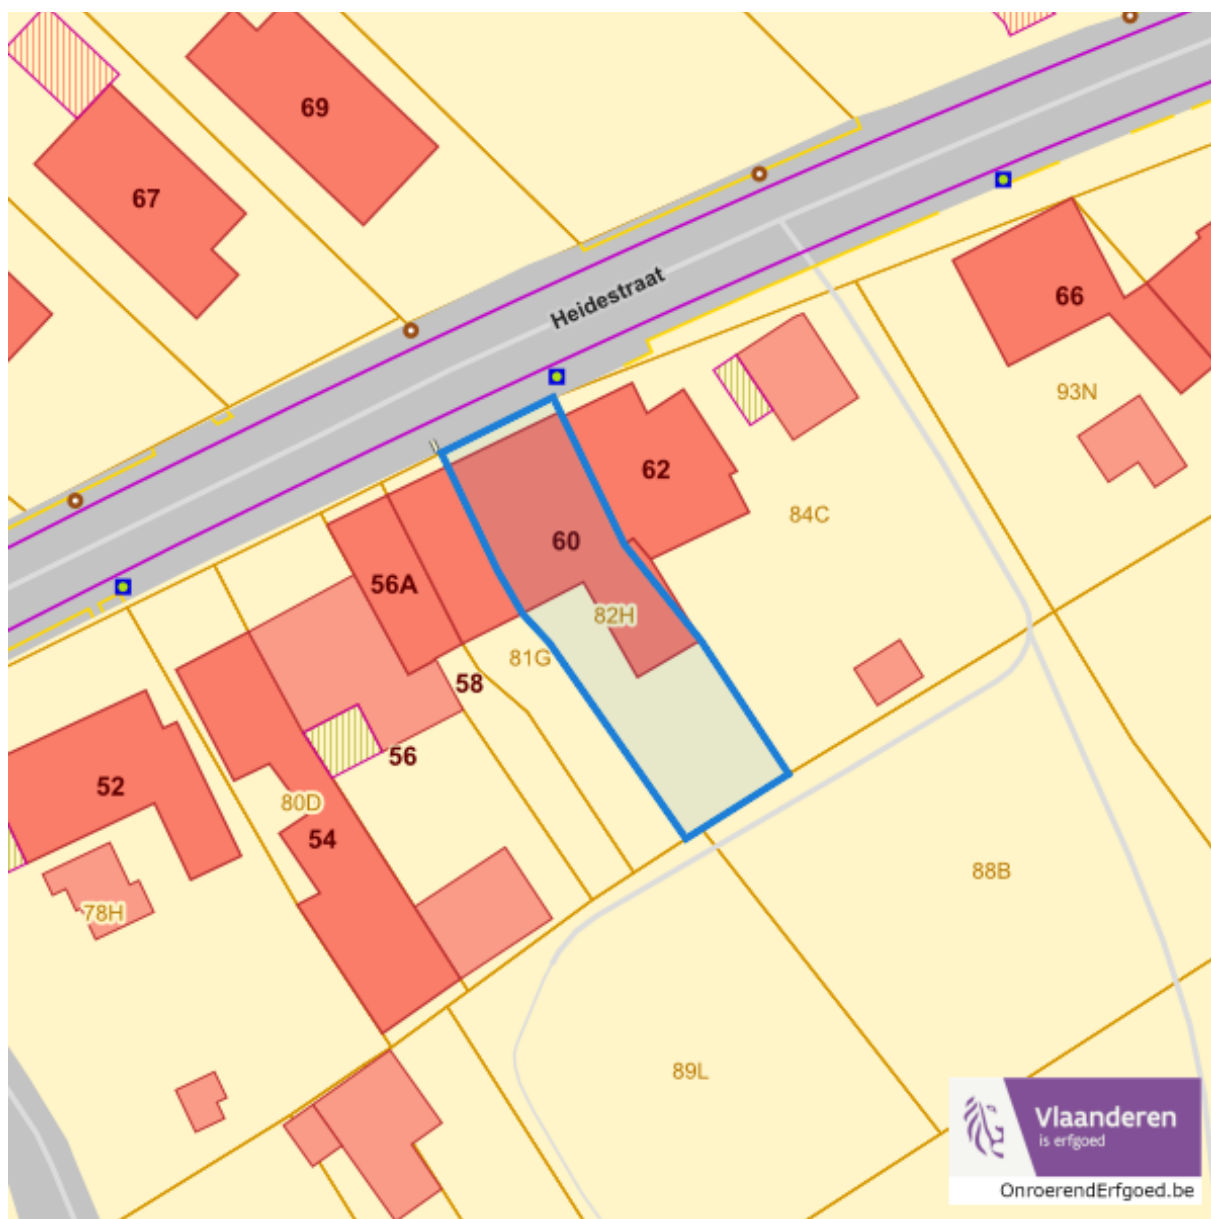 69
67
Heidestraat
66
93N
62
84C
60
56A
82H
81G
58
56
52
80D
54
88B
78H
89L
Vlaanderen
is erfgoed
OnroerendErfgoed.be